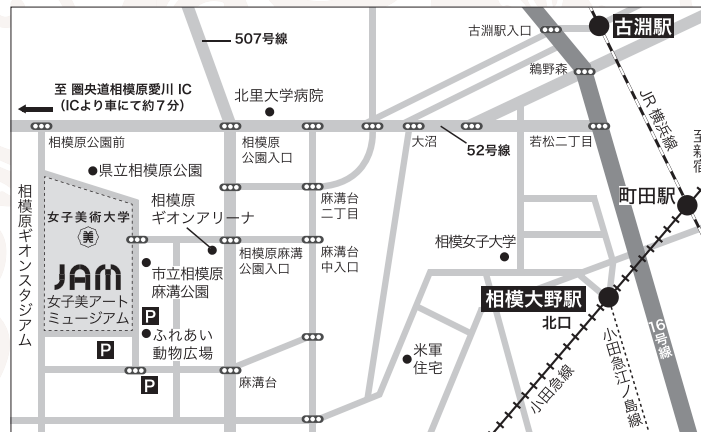 507号線
古淵駅入口
古淵駅
鵜野森
至 圏央道相模原愛川 IC
（ICより車にて約７分）
北里大学病院
JR 横浜線
至新宿
相模原公園前
相模原
公園入口
大沼
52号線
若松二丁目
県立相模原公園
相模原ギオンスタジアム
女子美術大学
美
JAM
女子美アート
ミュージアム
相模原
ギオンアリーナ
麻溝台
二丁目
町田駅
相模女子大学
相模原麻溝
公園入口
麻溝台
中入口
市立相模原
麻溝公園
相模大野駅
北口
P
ふれあい
動物広場
P
P
麻溝台
米軍
住宅
小田急線
小田急江ノ島線
16号線